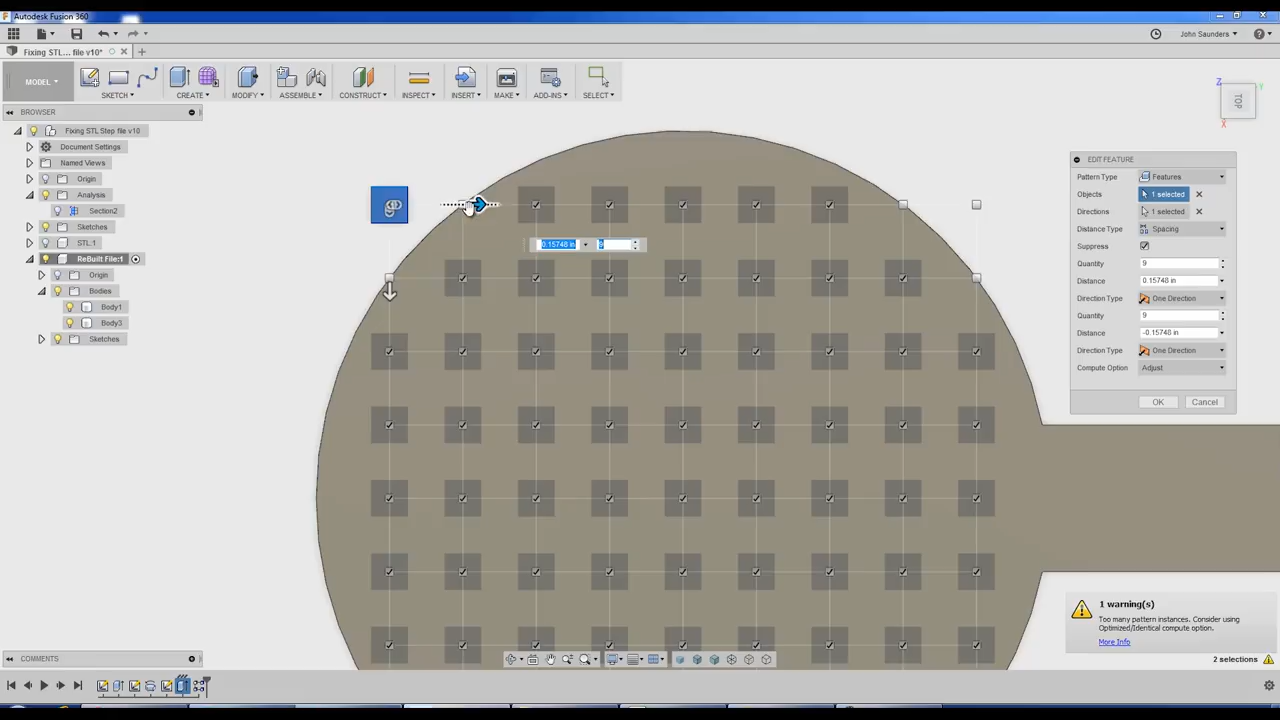 Autodesk Fusion 360
John Saunders
Fixing STL... file v10*
MODEL
SKETCH
CREATE
MODIFY
ASSEMBLE
CONSTRUCT
INSPECT
INSERT
MAKE
ADD-INS
SELECT
Z
Y
TOP
X
BROWSER
Fixing STL Step file v10
Document Settings
Named Views
Origin
Analysis
Section2
Sketches
STL:1
ReBuilt File:1
Origin
Bodies
Body1
Body3
Sketches
0.15748 in
9
EDIT FEATURE
Pattern Type
Features
Objects
1 selected
Directions
1 selected
Distance Type
Spacing
Suppress
Quantity
9
Distance
0.15748 in
Direction Type
One Direction
Quantity
9
Distance
-0.15748 in
Direction Type
One Direction
Compute Option
Adjust
OK
Cancel
1 warning(s)
Too many pattern instances. Consider using
Optimized/Identical compute option.
More Info
COMMENTS
2 selections